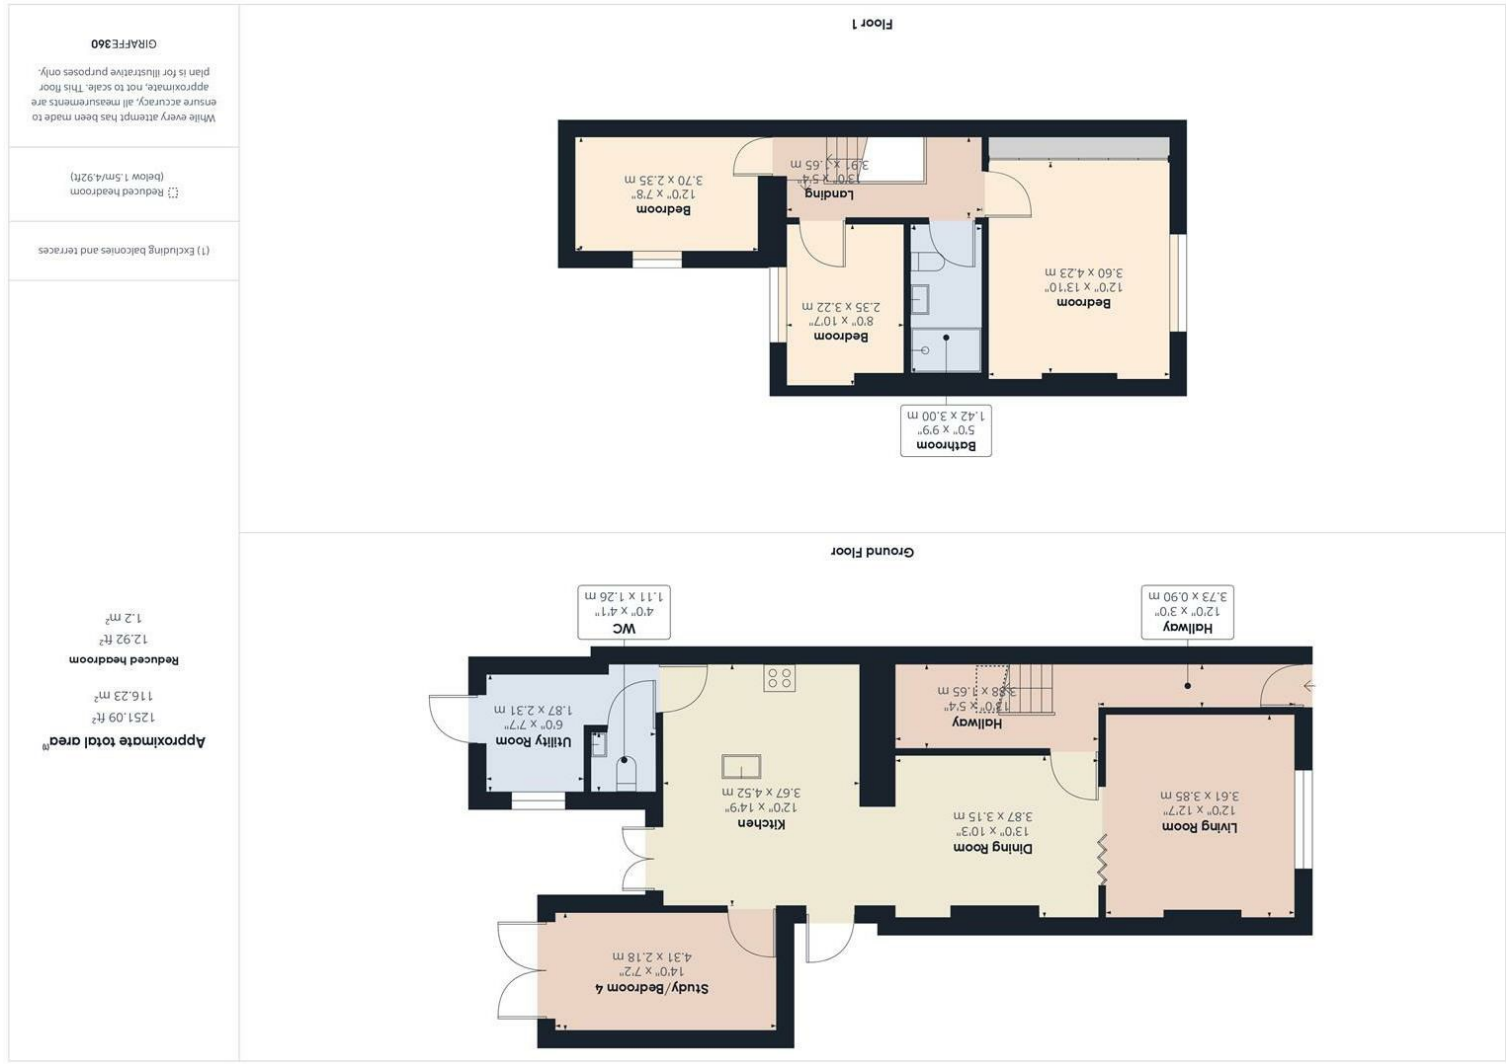 Study/Bedroom 4
14'0" x 7'2"
4.31 x 2.18 m
Living Room
12'0" x 12'7"
3.61 x 3.85 m
Dining Room
13'0" x 10'3"
3.87 x 3.15 m
Kitchen
12'0" x 14'9"
3.67 x 4.52 m
Hallway
13'0" x 5'4"
3.88 x 1.65 m
Utility Room
6'0" x 7'7"
1.87 x 2.31 m
Hallway
12'0" x 3'0"
3.73 x 0.90 m
WC
4'0" x 4'1"
1.11 x 1.26 m
Ground Floor
Bathroom
5'0" x 9'9"
1.42 x 3.00 m
Bedroom
12'0" x 13'10"
3.60 x 4.23 m
Bedroom
8'0" x 10'7"
2.35 x 3.22 m
Landing
13'0" x 5'4"
3.91 x 1.65 m
Bedroom
12'0" x 7'8"
3.70 x 2.35 m
Floor 1
Approximate total area(1)
1251.09 ft²
116.23 m²
Reduced headroom
12.92 ft²
1.2 m²
(1) Excluding balconies and terraces
Reduced headroom
(below 1.5m/4.92ft)
While every attempt has been made to
ensure accuracy, all measurements are
approximate, not to scale. This floor
plan is for illustrative purposes only.
GIRAFFE360